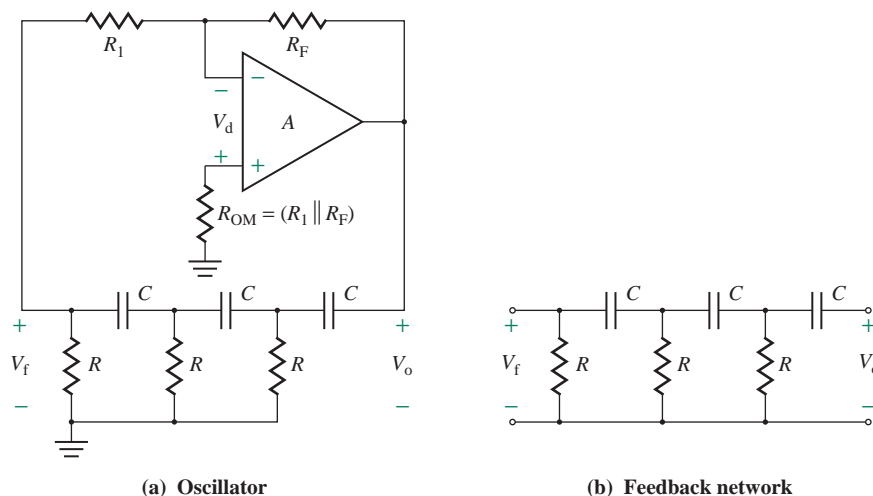 R1
RF
−
−
Vd
A
+
+
ROM = (R1 || RF)
C
C
C
+
+
Vf
R
R
R
Vo
−
−
C
C
C
+
+
Vf
R
R
R
−
−
(a) Oscillator
(b) Feedback network